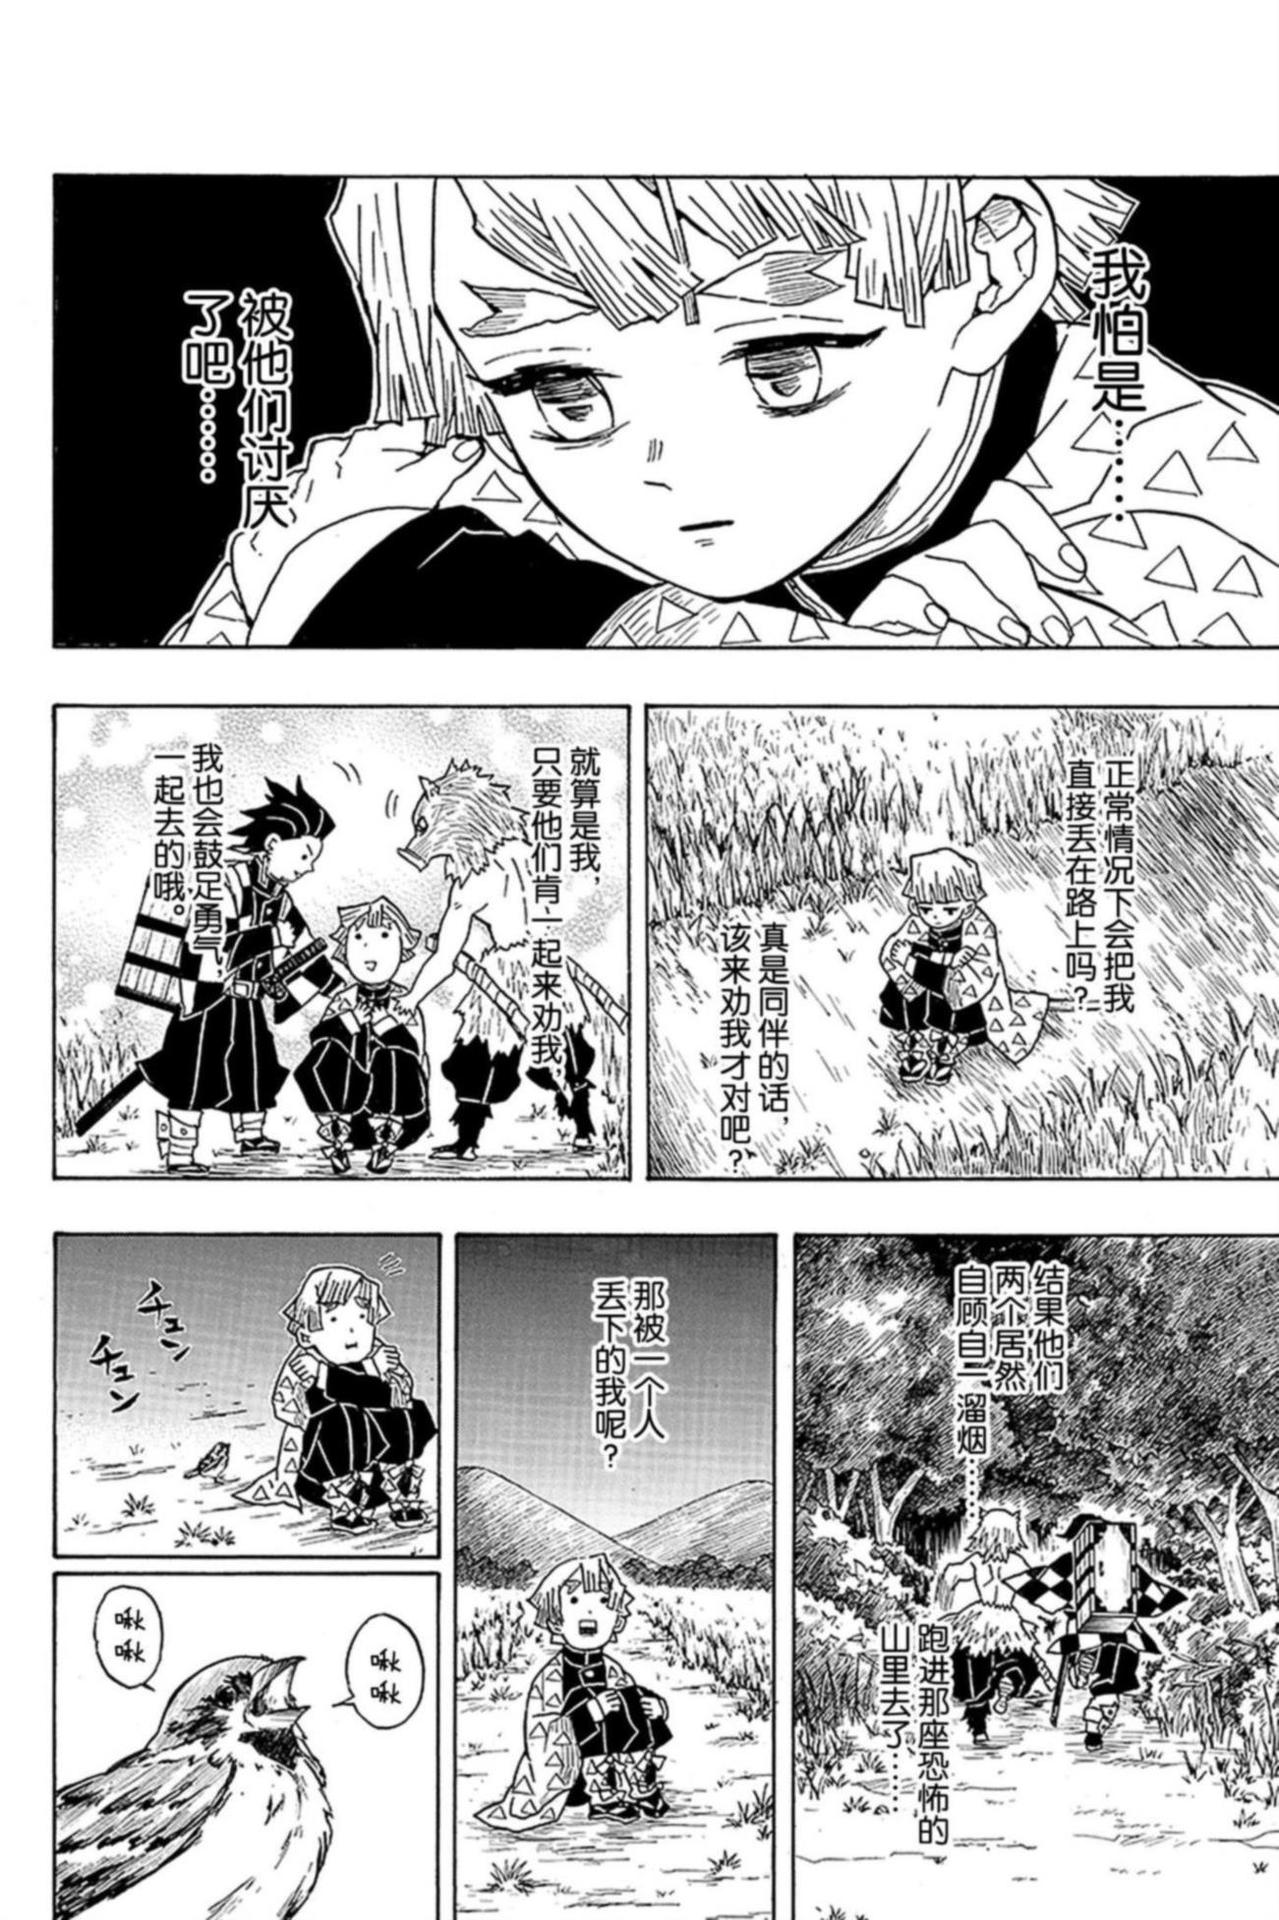 我怕是……
被他们讨厌
了吧……
正常情况下会把我
直接丢在路上吗？
真是同伴的话，
该来劝我才对吧？
就算是我，
只要他们肯一起来劝我，
我也会鼓足勇气，
一起去的哦。
结果他们
两个居然
自顾自一溜烟……
跑进那座恐怖的
山里去了……
那被一个人
丢下的我呢？
チュン
チュン
啾
啾
啾
啾